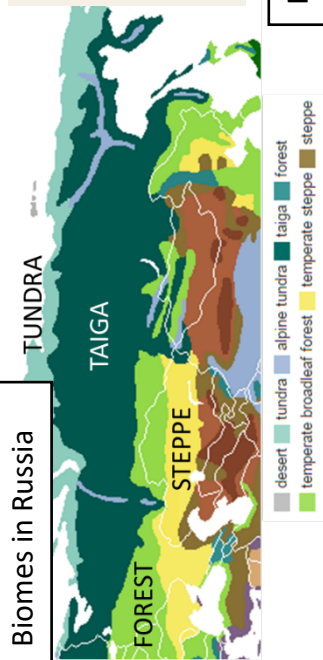 Biomes in Russia
TUNDRA
TAIGA
FOREST
STEPPE
desert tundra alpine tundra taiga forest
temperate broadleaf forest temperate steppe steppe